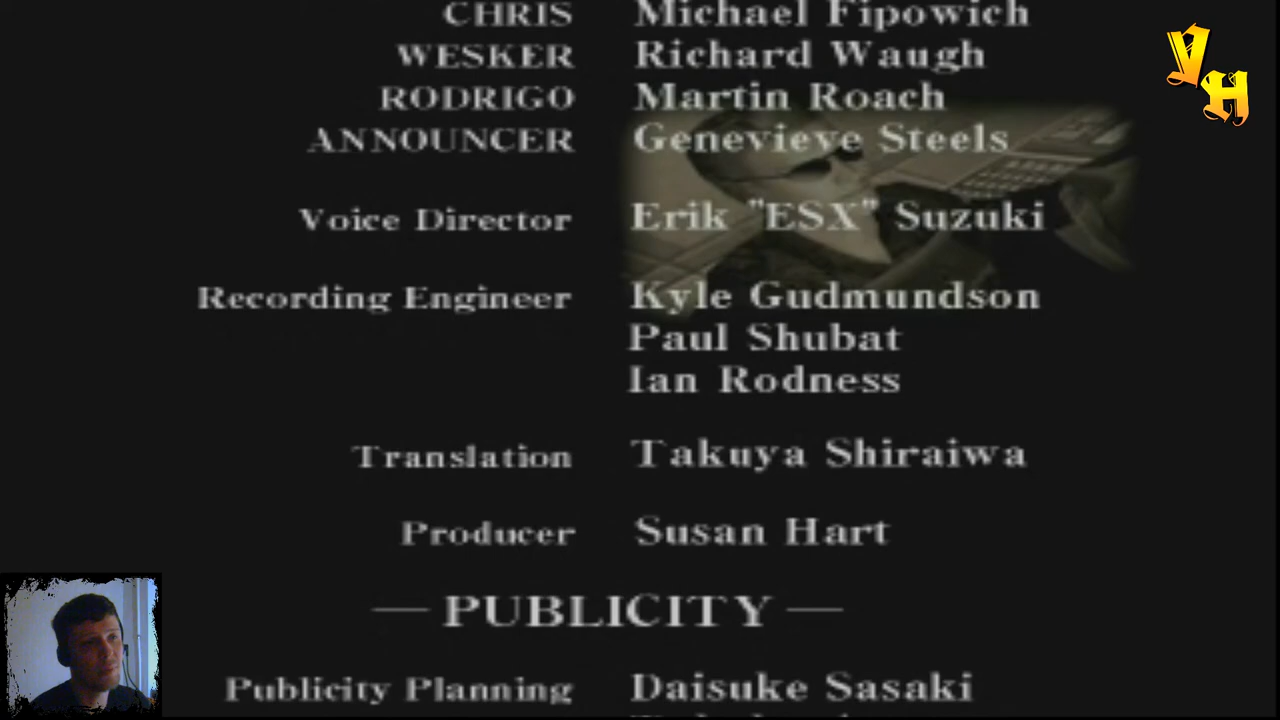 CHRIS Michael Fipowich
WESKER Richard Waugh
RODRIGO Martin Roach
ANNOUNCER Genevieve Steels
Voice Director Erik "ESX" Suzuki
Recording Engineer Kyle Gudmundson
Paul Shubat
Ian Rodness
Translation Takuya Shiraiwa
Producer Susan Hart
— PUBLICITY —
Publicity Planning Daisuke Sasaki
VH